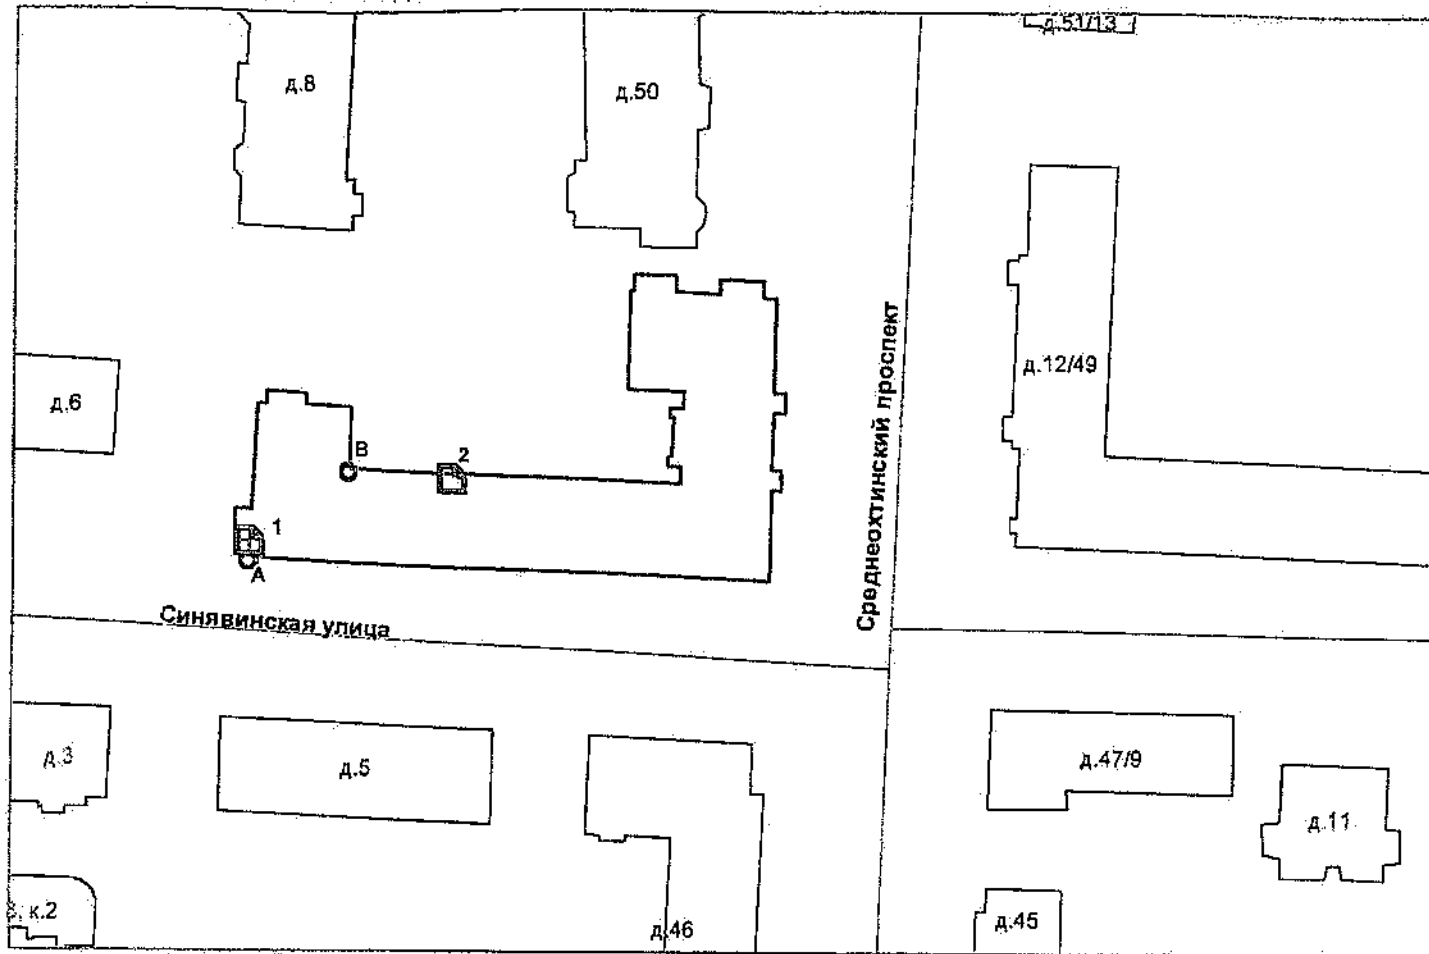 д.51/13
д.8
д.50
д.12/49
д.6
В
2
1
А
Среднеохтинский проспект
Синявинская улица
д.3
д.5
д.47/9
д.11
к.2
д.46
д.45